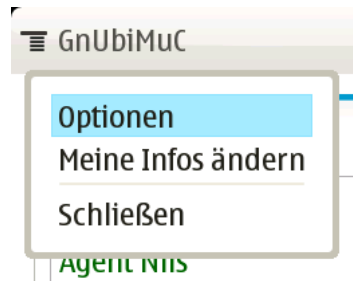 GnUbiMuC
Optionen
Meine Infos ändern
Schließen
Agent Nils